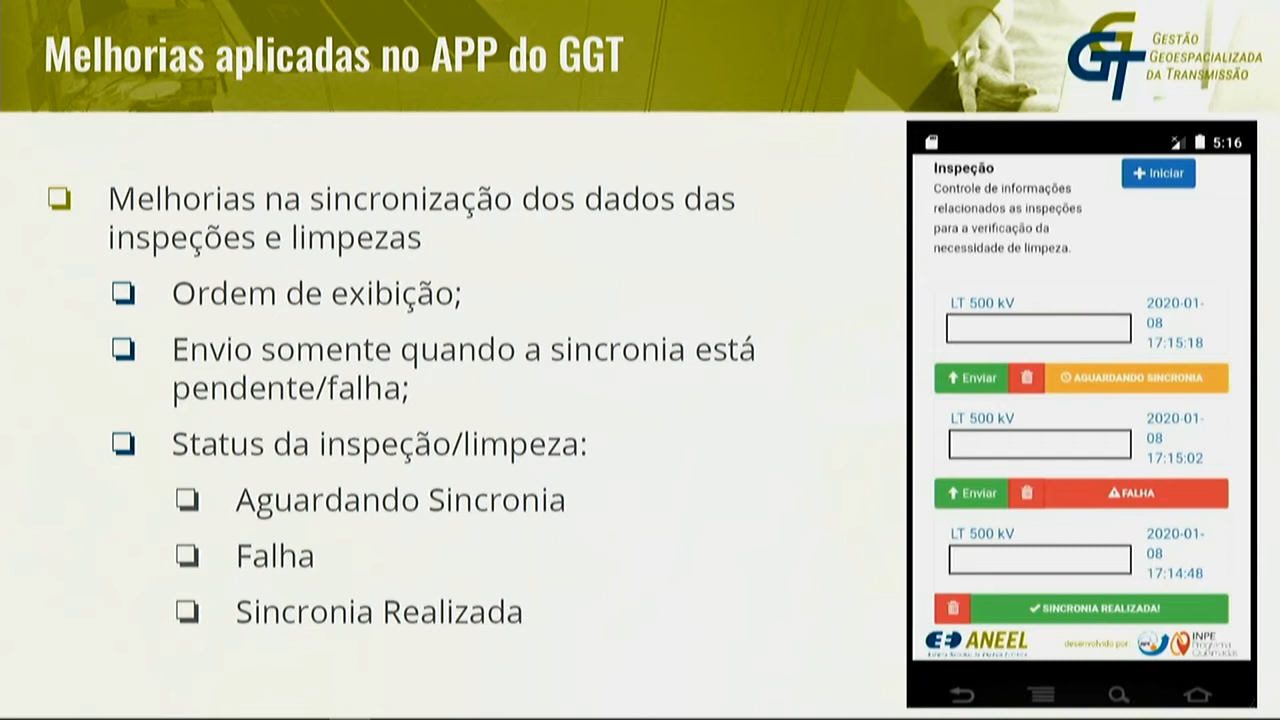 Melhorias aplicadas no APP do GGT
GESTÃO
GEOESPACIALIZADA
DA TRANSMISSÃO
Melhorias na sincronização dos dados das
inspeções e limpezas
Ordem de exibição;
Envio somente quando a sincronia está
pendente/falha;
Status da inspeção/limpeza:
Aguardando Sincronia
Falha
Sincronia Realizada
5:16
Inspeção
Iniciar
Controle de informações
relacionados as inspeções
para a verificação da
necessidade de limpeza.
LT 500 kV
2020-01-
08
17:15:18
Enviar
AGUARDANDO SINCRONIA
LT 500 kV
2020-01-
08
17:15:02
Enviar
FALHA
LT 500 kV
2020-01-
08
17:14:48
SINCRONIA REALIZADA!
ANEEL
desenvolvido por:
INPE
Programa
Queimadas